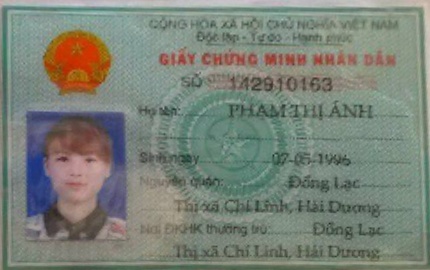 CỘNG HÒA XÃ HỘI CHỦ NGHĨA VIỆT NAM
Độc lập - Tự do - Hạnh phúc
GIẤY CHỨNG MINH NHÂN DÂN
SỐ 142910163
Họ tên: PHẠM THỊ ÁNH
Sinh ngày 07-05-1996
Nguyên quán: Đồng Lạc
Thị xã Chí Linh, Hải Dương
Nơi ĐKHK thường trú: Đồng Lạc
Thị xã Chí Linh, Hải Dương